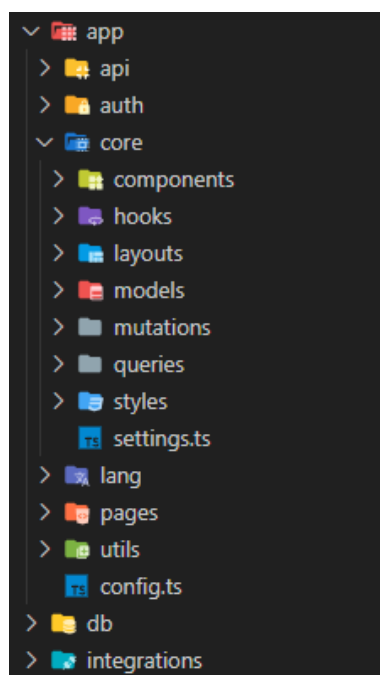 app
api
auth
core
components
hooks
layouts
models
mutations
queries
styles
TS settings.ts
lang
pages
utils
TS config.ts
db
integrations